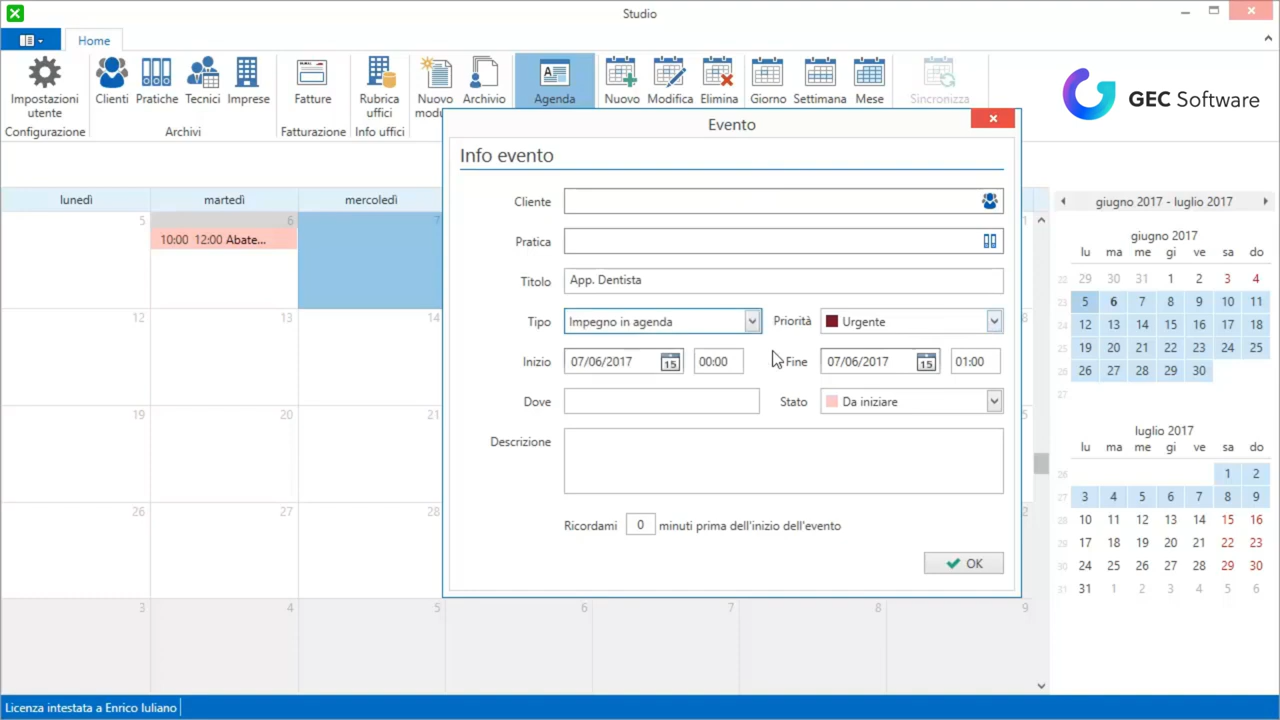 Studio
Home
Impostazioni utente
Clienti
Pratiche
Tecnici
Imprese
Fatture
Rubrica uffici
Nuovo
Archivio
Agenda
Nuovo
Modifica
Elimina
Giorno
Settimana
Mese
Sincronizza
Configurazione
Archivi
Fatturazione
Info uffici
GEC Software
Evento
Info evento
Cliente
Pratica
Titolo App. Dentista
Tipo Impegno in agenda Priorità Urgente
Inizio 07/06/2017 15 00:00 Fine 07/06/2017 15 01:00
Dove Stato Da iniziare
Descrizione
Ricordami 0 minuti prima dell'inizio dell'evento
OK
lunedì martedì mercoledì
5 6 7
10:00 12:00 Abate...
12 13 14
19 20 21
26 27 28
3 4 5 6 7 8 9
giugno 2017 - luglio 2017
giugno 2017
lu ma me gi ve sa do
22 29 30 31 1 2 3 4
23 5 6 7 8 9 10 11
24 12 13 14 15 16 17 18
25 19 20 21 22 23 24 25
26 26 27 28 29 30
27
luglio 2017
lu ma me gi ve sa do
26 1 2
27 3 4 5 6 7 8 9
28 10 11 12 13 14 15 16
29 17 18 19 20 21 22 23
30 24 25 26 27 28 29 30
31 31 1 2 3 4 5 6
Licenza intestata a Enrico Iuliano